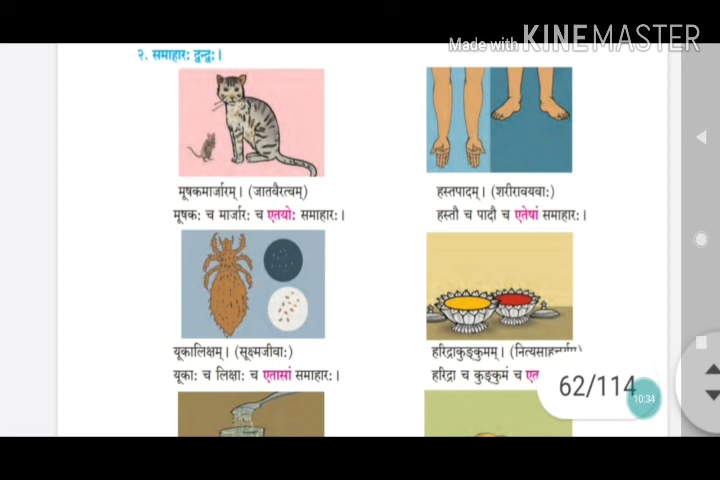 Made with KINEMASTER
२. समाहारः द्वन्द्वः।
मूषकमार्जारम्। (जातवैरत्वम्)
मूषकः च मार्जारः च एतयोः समाहारः।
हस्तपादम्। (शरीरावयवाः)
हस्तौ च पादौ च एतेषां समाहारः।
यूकालिक्षम्। (सूक्ष्मजीवाः)
यूकाः च लिक्षाः च एतासां समाहारः।
हरिद्राकुङ्कुमम्।
हरिद्रा च कुङ्कुमं च
62/114
10:34